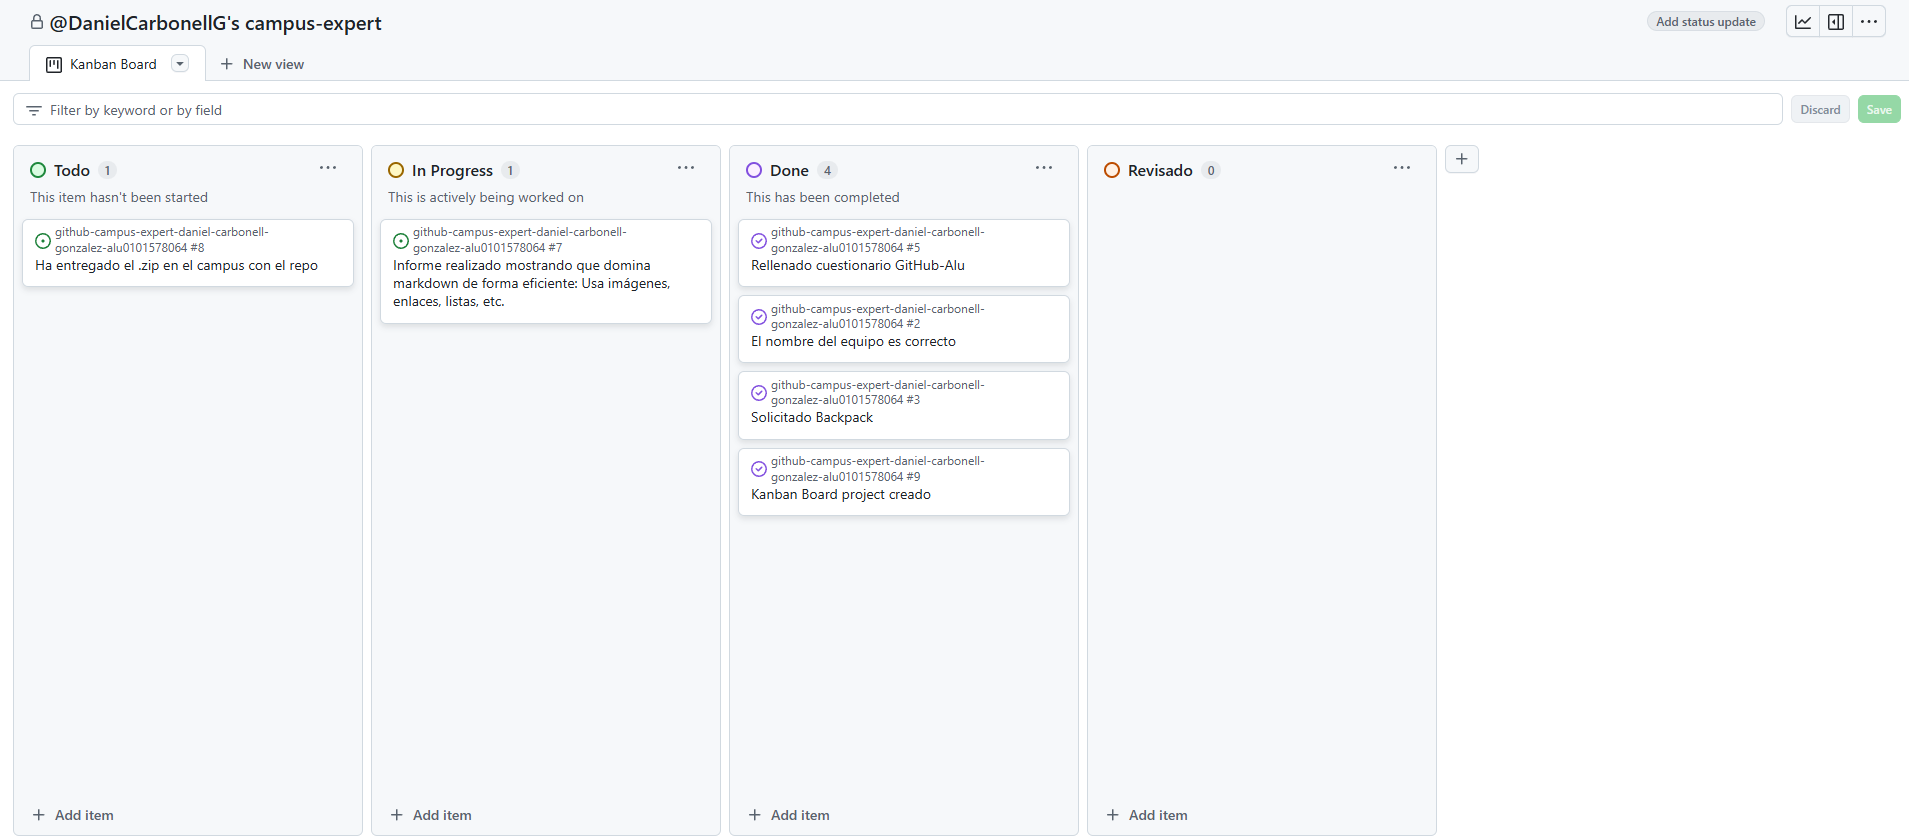 @DanielCarbonellG's campus-expert
Add status update
Kanban Board
New view
Filter by keyword or by field
Discard
Save
Todo 1
This item hasn't been started
github-campus-expert-daniel-carbonell-
gonzalez-alu0101578064 #8
Ha entregado el .zip en el campus con el repo
Add item
In Progress 1
This is actively being worked on
github-campus-expert-daniel-carbonell-
gonzalez-alu0101578064 #7
Informe realizado mostrando que domina
markdown de forma eficiente: Usa imágenes,
enlaces, listas, etc.
Add item
Done 4
This has been completed
github-campus-expert-daniel-carbonell-
gonzalez-alu0101578064 #5
Rellenado cuestionario GitHub-Alu
github-campus-expert-daniel-carbonell-
gonzalez-alu0101578064 #2
El nombre del equipo es correcto
github-campus-expert-daniel-carbonell-
gonzalez-alu0101578064 #3
Solicitado Backpack
github-campus-expert-daniel-carbonell-
gonzalez-alu0101578064 #9
Kanban Board project creado
Add item
Revisado 0
Add item